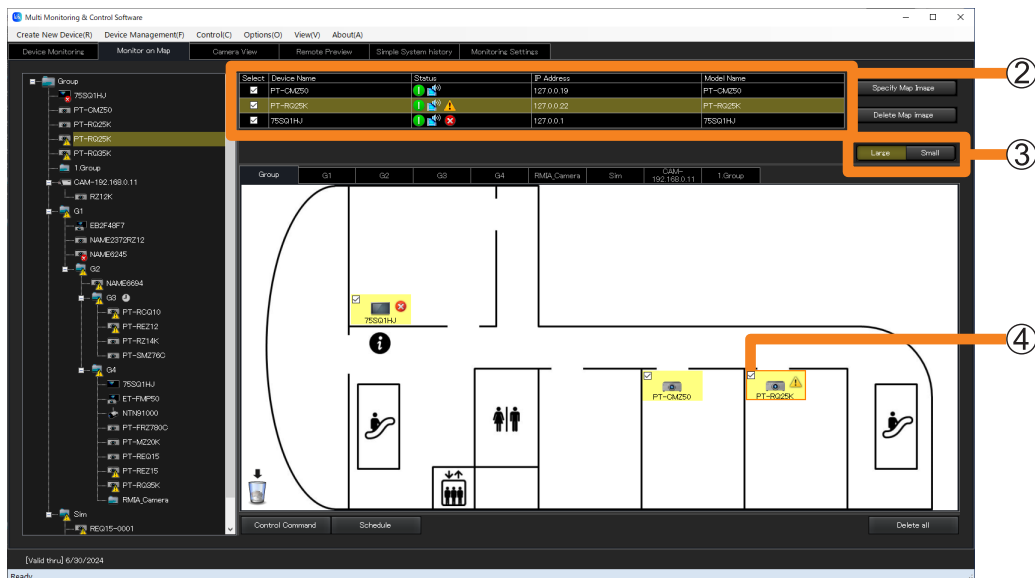 Multi Monitoring & Control Software
Create New Device(R) Device Management(F) Control(C) Options(O) View(V) About(A)
Device Monitoring Monitor on Map Camera View Remote Preview Simple System history Monitoring Settings
Group
75SQ1HJ
PT-CMZ50
PT-RQ25K
PT-RQ25K
PT-RQ35K
1.Group
CAM-192.168.0.11
RZ12K
G1
EB2F48F7
NAME2372RZ12
NAME6245
G2
NAME6694
G3
PT-RCQ10
PT-REZ12
PT-RZ14K
PT-SMZ76C
G4
75SQ1HJ
ET-FMP50
NTN91000
PT-FRZ780C
PT-MZ20K
PT-REQ15
PT-REZ15
PT-RQ35K
RMIA_Camera
Sim
REQ15-0001
Select Device Name Status IP Address Model Name
PT-CMZ50 127.0.0.19 PT-CMZ50
PT-RQ25K 127.0.0.22 PT-RQ25K
75SQ1HJ 127.0.0.1 75SQ1HJ
②
Specify Map Image
Delete Map image
Large Small
③
Group G1 G2 G3 G4 RMIA_Camera Sim CAM-192.168.0.11 1.Group
75SQ1HJ
i
PT-CMZ50
PT-RQ25K
④
Control Command Schedule Delete all
[Valid thru] 6/30/2024
Ready